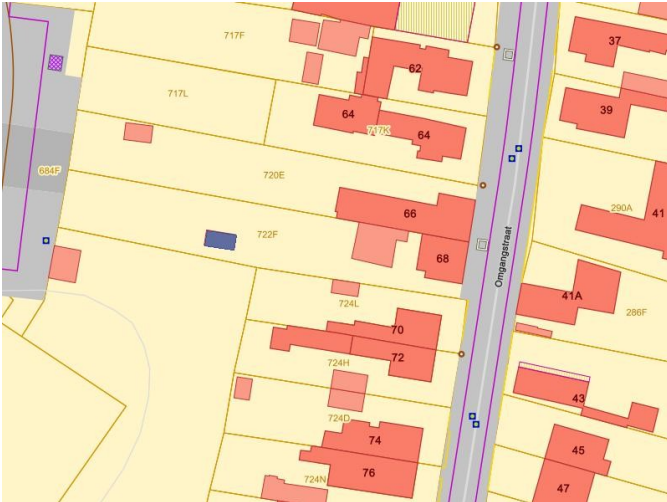 717F
37
62
717L
39
64
64
717K
684F
720E
290A
66
41
722F
68
Omgangstraat
41A
724L
286F
70
72
724H
43
724D
74
45
76
724N
47